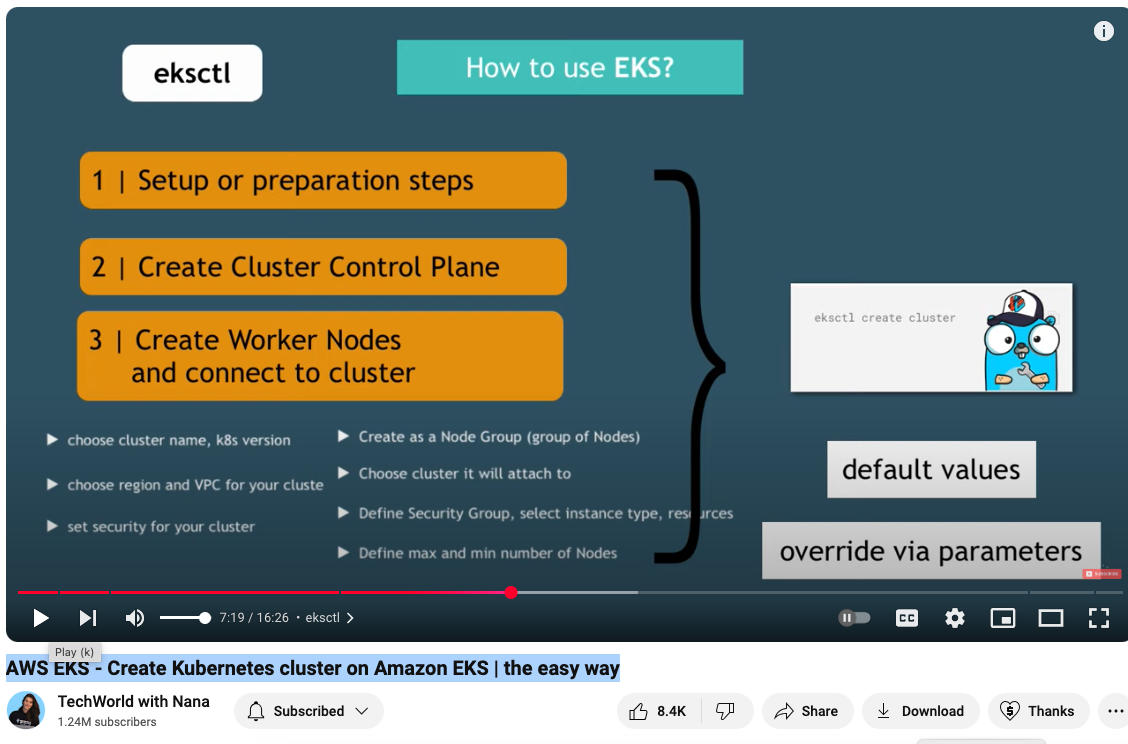 eksctl
How to use EKS?
1 | Setup or preparation steps
2 | Create Cluster Control Plane
3 | Create Worker Nodes
and connect to cluster
choose cluster name, k8s version
choose region and VPC for your cluste
set security for your cluster
Create as a Node Group (group of Nodes)
Choose cluster it will attach to
Define Security Group, select instance type, resources
Define max and min number of Nodes
eksctl create cluster
default values
override via parameters
SUBSCRIBE
7:19 / 16:26 • eksctl
CC
Play (k)
AWS EKS - Create Kubernetes cluster on Amazon EKS | the easy way
TechWorld with Nana
1.24M subscribers
Subscribed
8.4K
Share
Download
Thanks